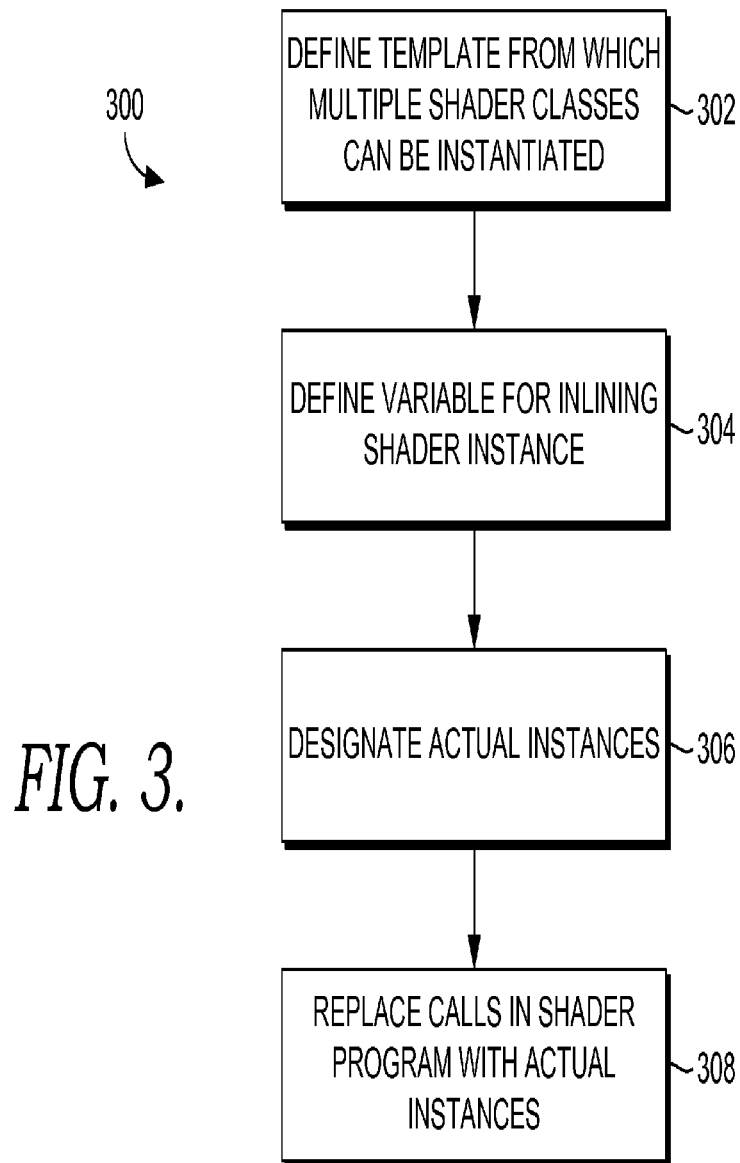 300
DEFINE TEMPLATE FROM WHICH
MULTIPLE SHADER CLASSES
CAN BE INSTANTIATED
302
DEFINE VARIABLE FOR INLINING
SHADER INSTANCE
304
DESIGNATE ACTUAL INSTANCES
306
FIG. 3.
REPLACE CALLS IN SHADER
PROGRAM WITH ACTUAL
INSTANCES
308